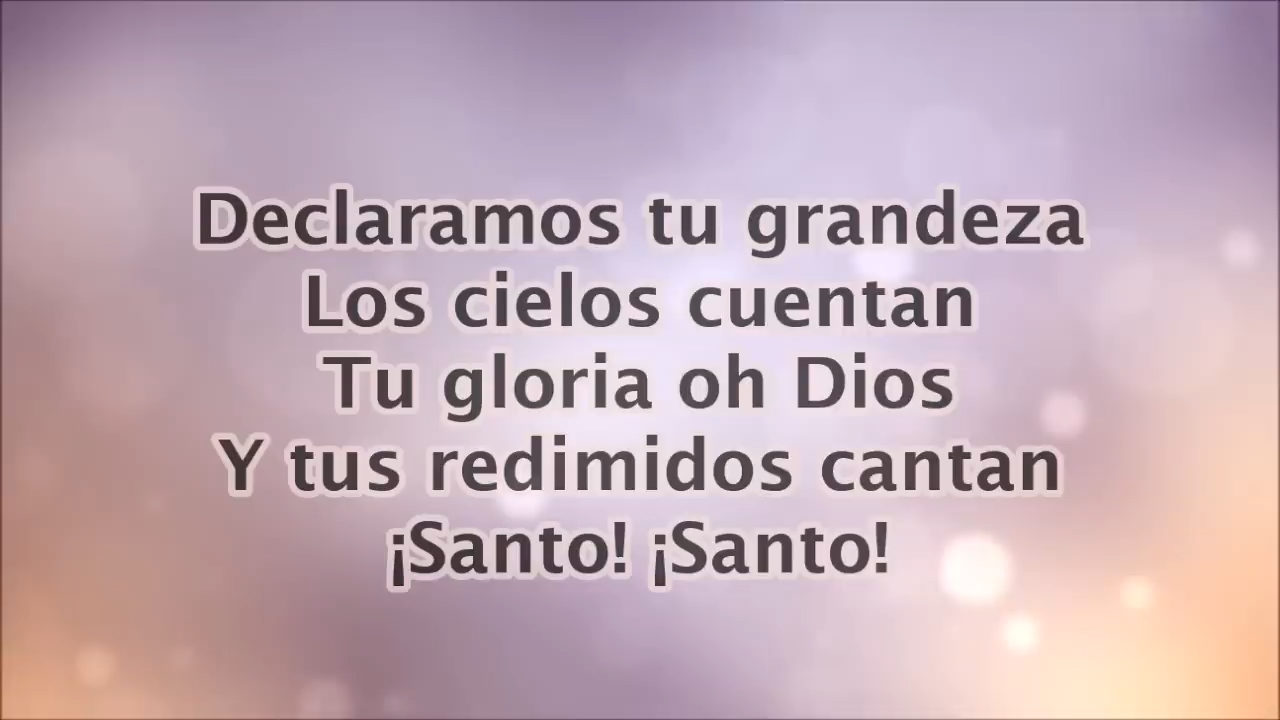 Declaramos tu grandeza
Los cielos cuentan
Tu gloria oh Dios
Y tus redimidos cantan
¡Santo! ¡Santo!